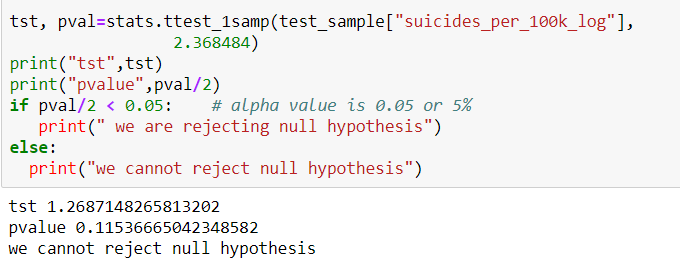 tst, pval=stats.ttest_1samp(test_sample["suicides_per_100k_log"],
                 2.368484)
print("tst",tst)
print("pvalue",pval/2)
if pval/2 < 0.05:    # alpha value is 0.05 or 5%
   print(" we are rejecting null hypothesis")
else:
  print("we cannot reject null hypothesis")
tst 1.2687148265813202
pvalue 0.11536665042348582
we cannot reject null hypothesis